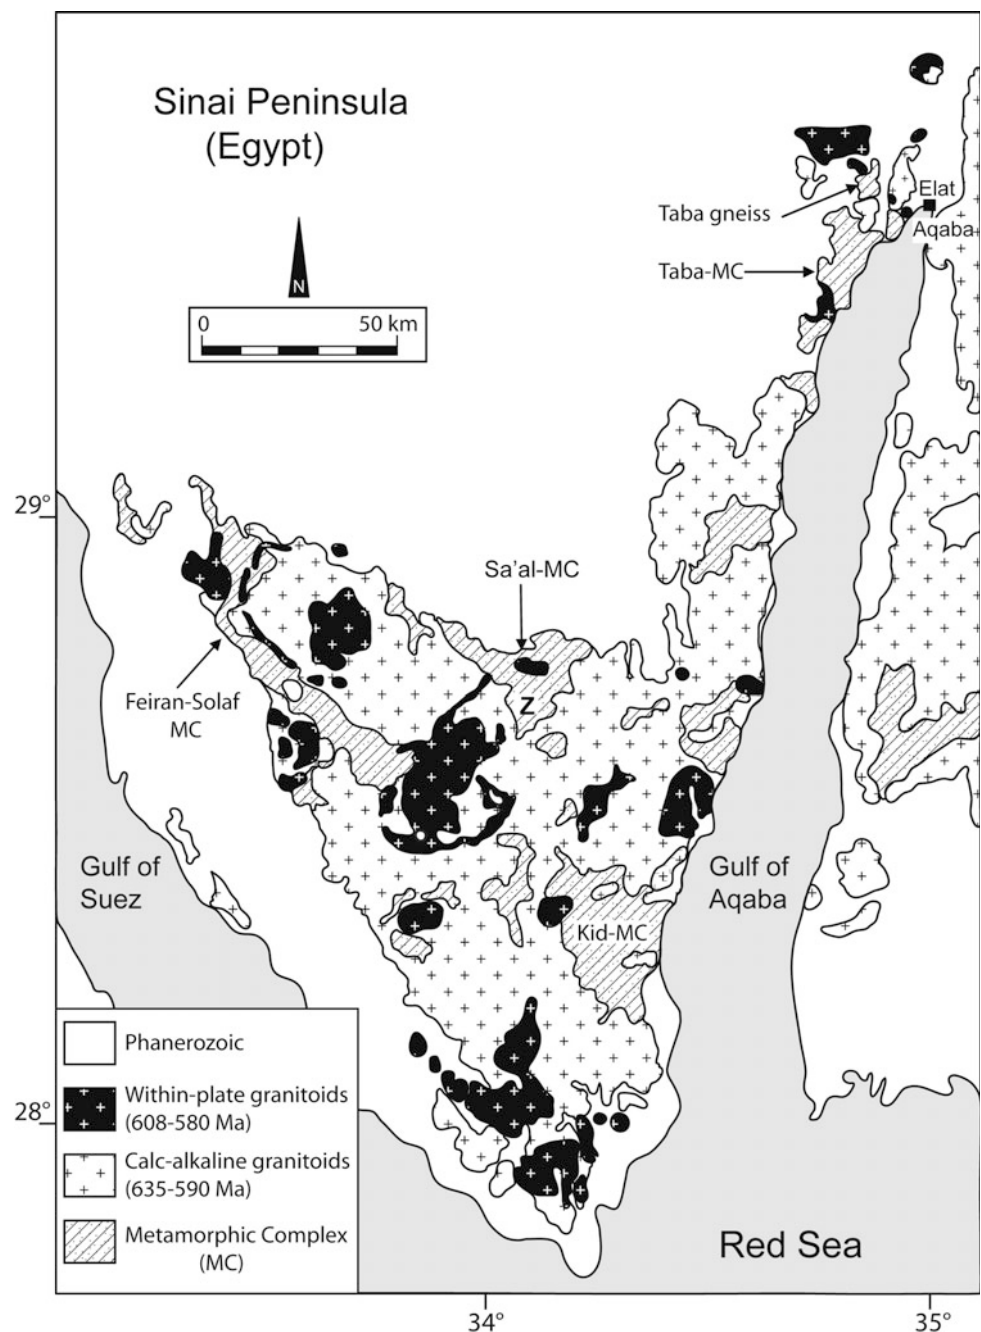 Sinai Peninsula
(Egypt)
N
0 50 km
Elat
Aqaba
Taba gneiss
Taba-MC
29°
Sa'al-MC
Feiran-Solaf
MC
Z
Gulf of
Suez
Gulf of
Aqaba
Kid-MC
28°
Phanerozoic
Within-plate granitoids
(608-580 Ma)
Calc-alkaline granitoids
(635-590 Ma)
Metamorphic Complex
(MC)
Red Sea
34°
35°